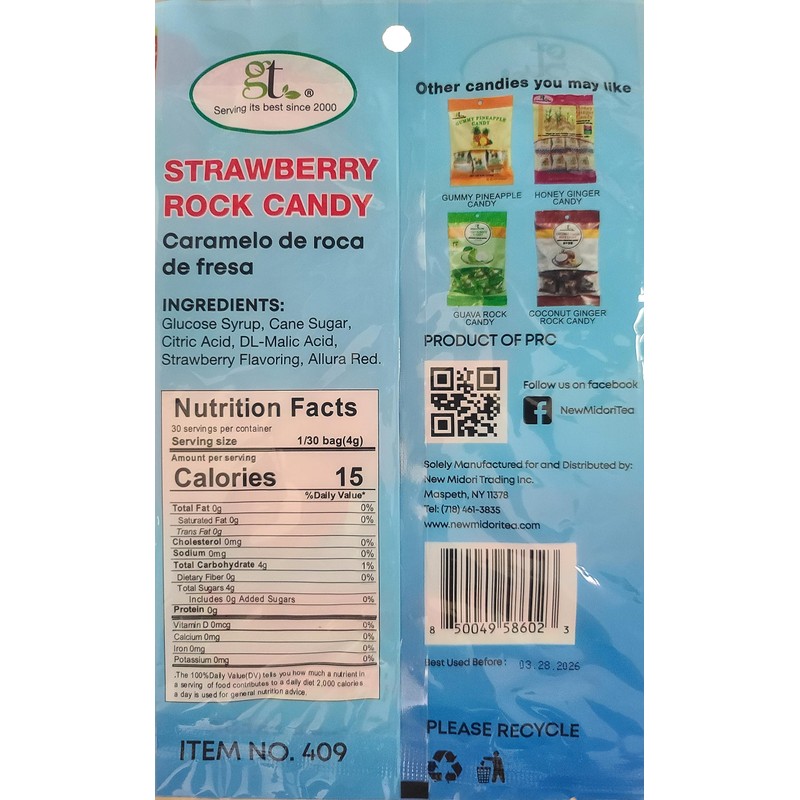 gt ®
Serving its best since 2000
STRAWBERRY
ROCK CANDY
Caramelo de roca
de fresa
INGREDIENTS:
Glucose Syrup, Cane Sugar,
Citric Acid, DL-Malic Acid,
Strawberry Flavoring, Allura Red.
Nutrition Facts
30 servings per container
Serving size 1/30 bag(4g)
Amount per serving
Calories 15
%Daily Value*
Total Fat 0g 0%
Saturated Fat 0g 0%
Trans Fat 0g
Cholesterol 0mg 0%
Sodium 0mg 0%
Total Carbohydrate 4g 1%
Dietary Fiber 0g 0%
Total Sugars 4g
Includes 0g Added Sugars 0%
Protein 0g
Vitamin D 0mcg 0%
Calcium 0mg 0%
Iron 0mg 0%
Potassium 0mg 0%
.The 100%Daily Value(DV) tells you how much a nutrient in
a serving of food contributes to a daily diet 2,000 calories
a day is used for general nutrition advice.
ITEM NO. 409
Other candies you may like
GUMMY PINEAPPLE
CANDY
GUMMY PINEAPPLE
CANDY
HONEY GINGER
CANDY
GUAVA ROCK
CANDY
COCONUT GINGER
ROCK CANDY
PRODUCT OF PRC
Follow us on facebook
NewMidoriTea
Solely Manufactured for and Distributed by:
New Midori Trading Inc.
Maspeth, NY 11378
Tel: (718) 461-3835
www.newmidoritea.com
8 50049 58602 3
Best Used Before: 03.28.2026
PLEASE RECYCLE